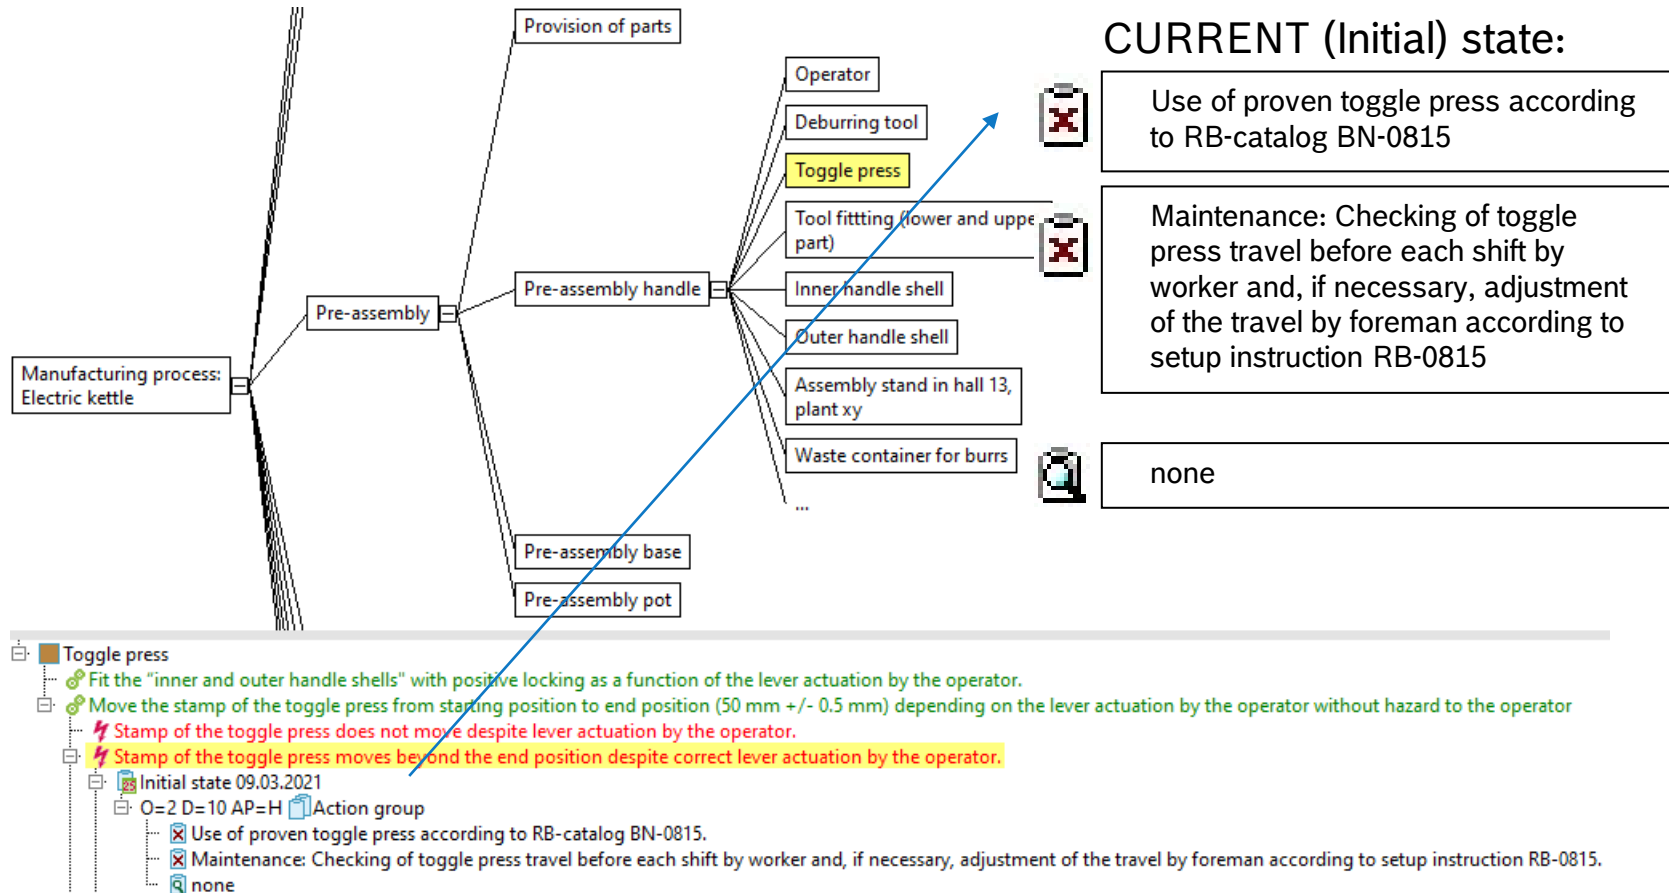 Provision of parts
CURRENT (Initial) state:
Operator
Deburring tool
Toggle press
Tool fittting (lower and uppe
part)
Pre-assembly handle
Inner handle shell
Outer handle shell
Assembly stand in hall 13,
plant xy
Waste container for burrs
...
Pre-assembly
Manufacturing process:
Electric kettle
Pre-assembly base
Pre-assembly pot
Use of proven toggle press according
to RB-catalog BN-0815
Maintenance: Checking of toggle
press travel before each shift by
worker and, if necessary, adjustment
of the travel by foreman according to
setup instruction RB-0815
none
Toggle press
Fit the "inner and outer handle shells" with positive locking as a function of the lever actuation by the operator.
Move the stamp of the toggle press from starting position to end position (50 mm +/- 0.5 mm) depending on the lever actuation by the operator without hazard to the operator
Stamp of the toggle press does not move despite lever actuation by the operator.
Stamp of the toggle press moves beyond the end position despite correct lever actuation by the operator.
25 Initial state 09.03.2021
O=2 D=10 AP=H Action group
Use of proven toggle press according to RB-catalog BN-0815.
Maintenance: Checking of toggle press travel before each shift by worker and, if necessary, adjustment of the travel by foreman according to setup instruction RB-0815.
none